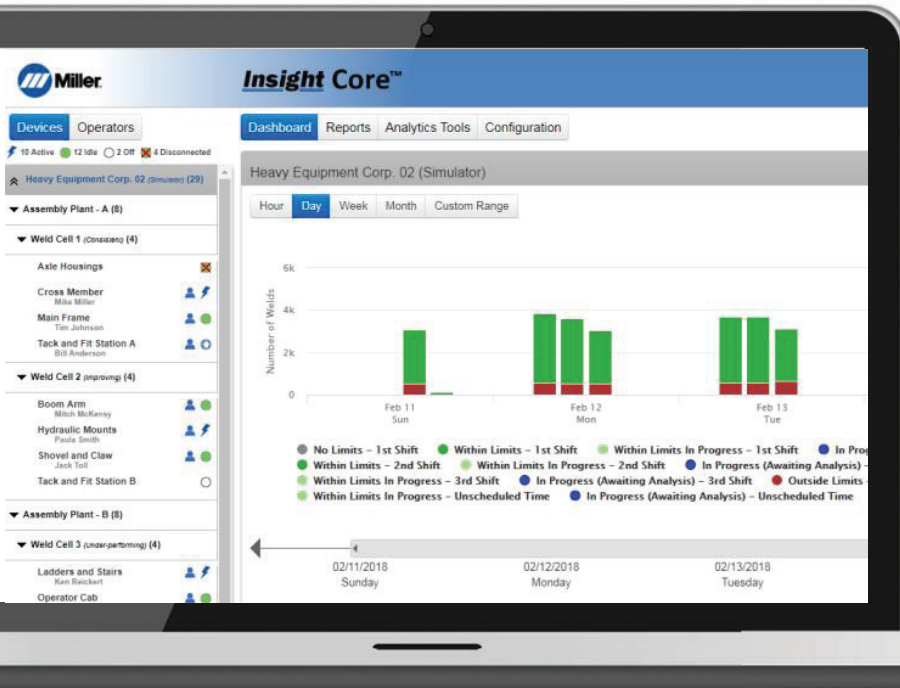 Miller
Insight Core™
Devices Operators
Dashboard Reports Analytics Tools Configuration
10 Active 12 Idle 2 Off 4 Disconnected
Heavy Equipment Corp. 02 (Simulator) (29)
Heavy Equipment Corp. 02 (Simulator)
Hour Day Week Month Custom Range
Assembly Plant - A (8)
Weld Cell 1 (Consistent) (4)
Axle Housings
Cross Member
Mike Miller
Main Frame
Tim Johnson
Tack and Fit Station A
Bill Anderson
Weld Cell 2 (Improving) (4)
Boom Arm
Mitch McKensy
Hydraulic Mounts
Paula Smith
Shovel and Claw
Jack Toll
Tack and Fit Station B
Assembly Plant - B (8)
Weld Cell 3 (Under-performing) (4)
Ladders and Stairs
Ken Reickert
Operator Cab
Number of Welds
6k
4k
2k
0
Feb 11 Feb 12 Feb 13
Sun Mon Tue
No Limits – 1st Shift Within Limits – 1st Shift Within Limits In Progress – 1st Shift In Prog
Within Limits – 2nd Shift Within Limits In Progress – 2nd Shift In Progress (Awaiting Analysis) –
Within Limits In Progress – 3rd Shift In Progress (Awaiting Analysis) – 3rd Shift Outside Limits –
Within Limits In Progress – Unscheduled Time In Progress (Awaiting Analysis) – Unscheduled Time
02/11/2018 02/12/2018 02/13/2018
Sunday Monday Tuesday